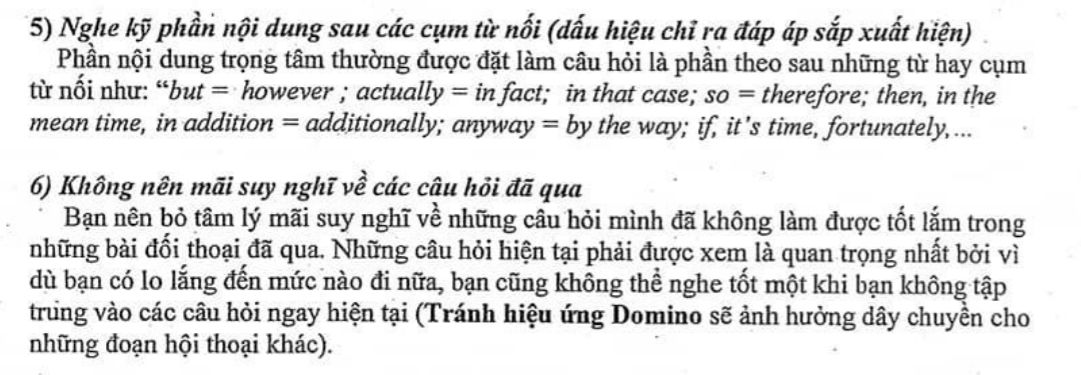 5) Nghe kỹ phần nội dung sau các cụm từ nối (dấu hiệu chỉ ra đáp áp sắp xuất hiện)
Phần nội dung trọng tâm thường được đặt làm câu hỏi là phần theo sau những từ hay cụm
từ nối như: “but = however ; actually = in fact; in that case; so = therefore; then, in the
mean time, in addition = additionally; anyway = by the way; if, it's time, fortunately,...
6) Không nên mãi suy nghĩ về các câu hỏi đã qua
Bạn nên bỏ tâm lý mãi suy nghĩ về những câu hỏi mình đã không làm được tốt lắm trong
những bài đối thoại đã qua. Những câu hỏi hiện tại phải được xem là quan trọng nhất bởi vì
dù bạn có lo lắng đến mức nào đi nữa, bạn cũng không thể nghe tốt một khi bạn không tập
trung vào các câu hỏi ngay hiện tại (Tránh hiệu ứng Domino sẽ ảnh hưởng dây chuyền cho
những đoạn hội thoại khác).